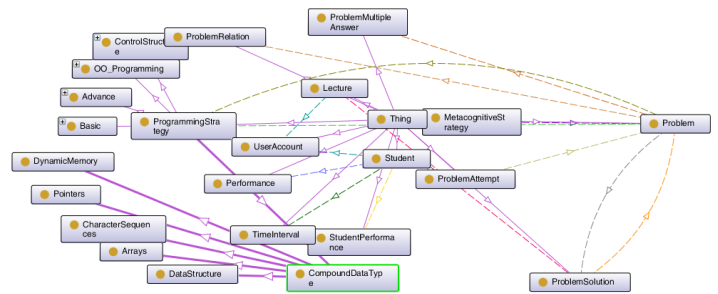 ProblemMultiple
Answer
ControlStructur
e
ProblemRelation
OO_Programming
Lecture
Advance
Thing
MetacognitiveSt
rategy
Problem
Basic
ProgrammingStra
tegy
UserAccount
Student
DynamicMemory
Performance
ProblemAttempt
Pointers
CharacterSequen
ces
TimeInterval
StudentPerforma
nce
Arrays
DataStructure
CompoundDataTyp
e
ProblemSolution